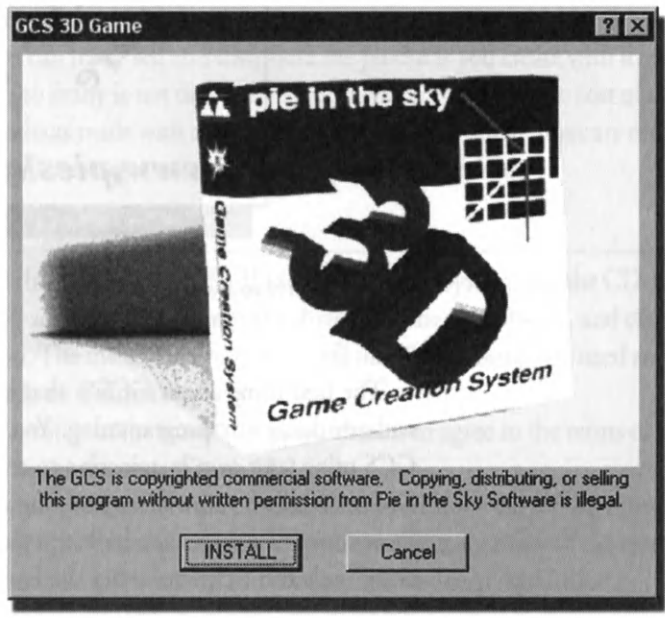 GCS 3D Game
? X
pie in the sky
3D
Game Creation System
Game Creation System
The GCS is copyrighted commercial software. Copying, distributing, or selling
this program without written permission from Pie in the Sky Software is illegal.
INSTALL
Cancel